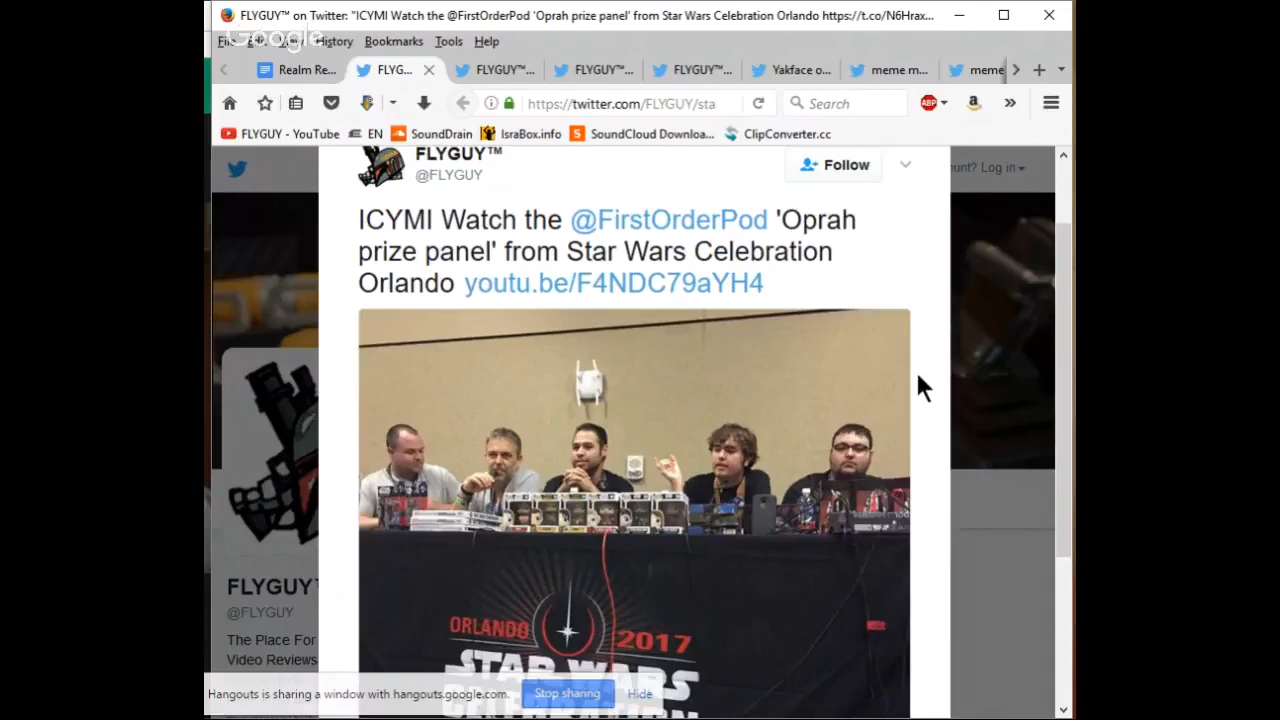 FLYGUY™ on Twitter: "ICYMI Watch the @FirstOrderPod 'Oprah prize panel' from Star Wars Celebration Orlando https://t.co/N6Hrax...
Google
History Bookmarks Tools Help
Realm Re... FLYG... FLYGUY™... FLYGUY™... FLYGUY™... Yakface o... meme m... meme
https://twitter.com/FLYGUY/sta Search ABP
FLYGUY - YouTube EN SoundDrain IsraBox.info SoundCloud Downloa... ClipConverter.cc
FLYGUY™
@FLYGUY
Follow
unt? Log in
ICYMI Watch the @FirstOrderPod 'Oprah
prize panel' from Star Wars Celebration
Orlando youtu.be/F4NDC79aYH4
ORLANDO 2017
STAR WARS
CELEBRATION
FLYGUY
@FLYGUY
The Place For
Video Reviews
Hangouts is sharing a window with hangouts.google.com. Stop sharing Hide